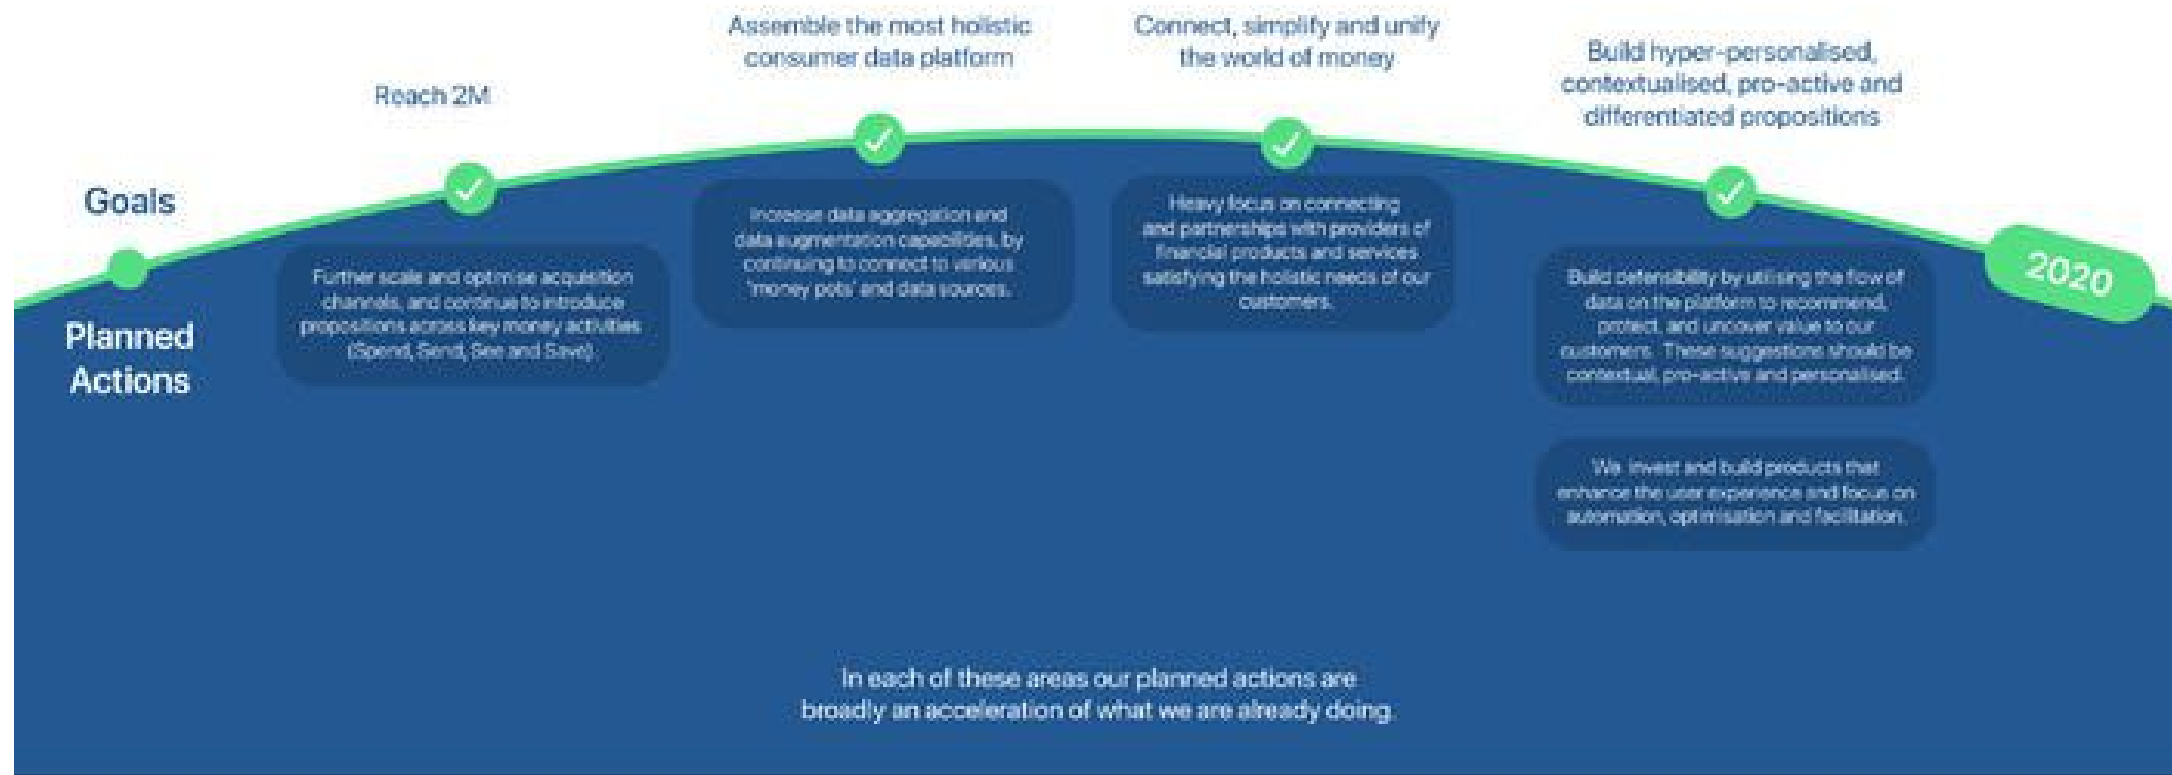 Goals
Planned
Actions
Reach 2M
Further scale and optimise acquisition
channels, and continue to introduce
propositions across key money activities
(Spend, Send, See and Save).
Assemble the most holistic
consumer data platform
Increase data aggregation and
data augmentation capabilities, by
continuing to connect to various
'money pots' and data sources.
Connect, simplify and unify
the world of money
Heavy focus on connecting
and partnerships with providers of
financial products and services
satisfying the holistic needs of our
customers.
Build hyper-personalised,
contextualised, pro-active and
differentiated propositions
Build defensibility by utilising the flow of
data on the platform to recommend,
protect, and uncover value to our
customers. These suggestions should be
contextual, pro-active and personalised.
We invest and build products that
enhance the user experience and focus on
automation, optimisation and facilitation.
2020
In each of these areas our planned actions are
broadly an acceleration of what we are already doing.